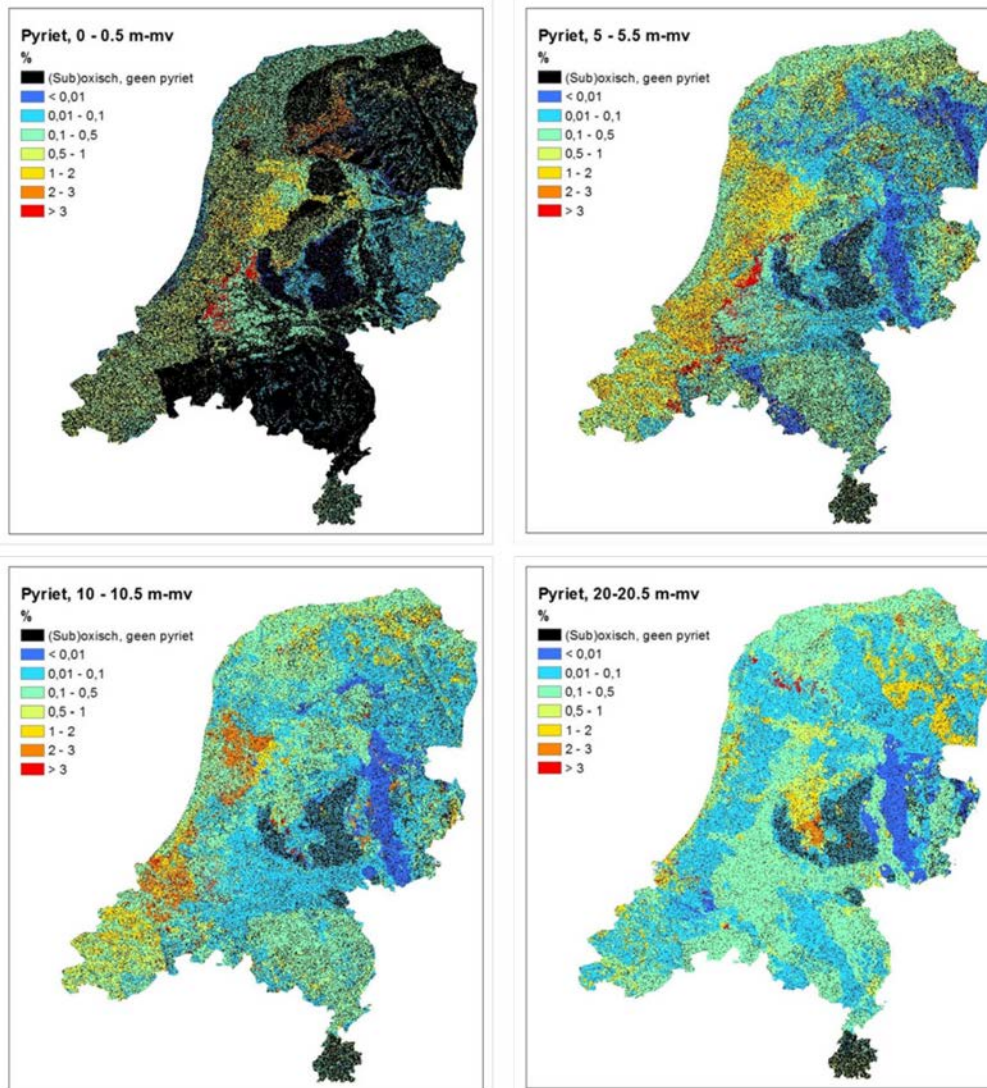 Pyriet, 0 - 0.5 m-mv
%
(Sub)oxisch, geen pyriet
< 0,01
0,01 - 0,1
0,1 - 0,5
0,5 - 1
1 - 2
2 - 3
> 3
Pyriet, 5 - 5.5 m-mv
%
(Sub)oxisch, geen pyriet
< 0,01
0,01 - 0,1
0,1 - 0,5
0,5 - 1
1 - 2
2 - 3
> 3
Pyriet, 10 - 10.5 m-mv
%
(Sub)oxisch, geen pyriet
< 0,01
0,01 - 0,1
0,1 - 0,5
0,5 - 1
1 - 2
2 - 3
> 3
Pyriet, 20-20.5 m-mv
%
(Sub)oxisch, geen pyriet
< 0,01
0,01 - 0,1
0,1 - 0,5
0,5 - 1
1 - 2
2 - 3
> 3